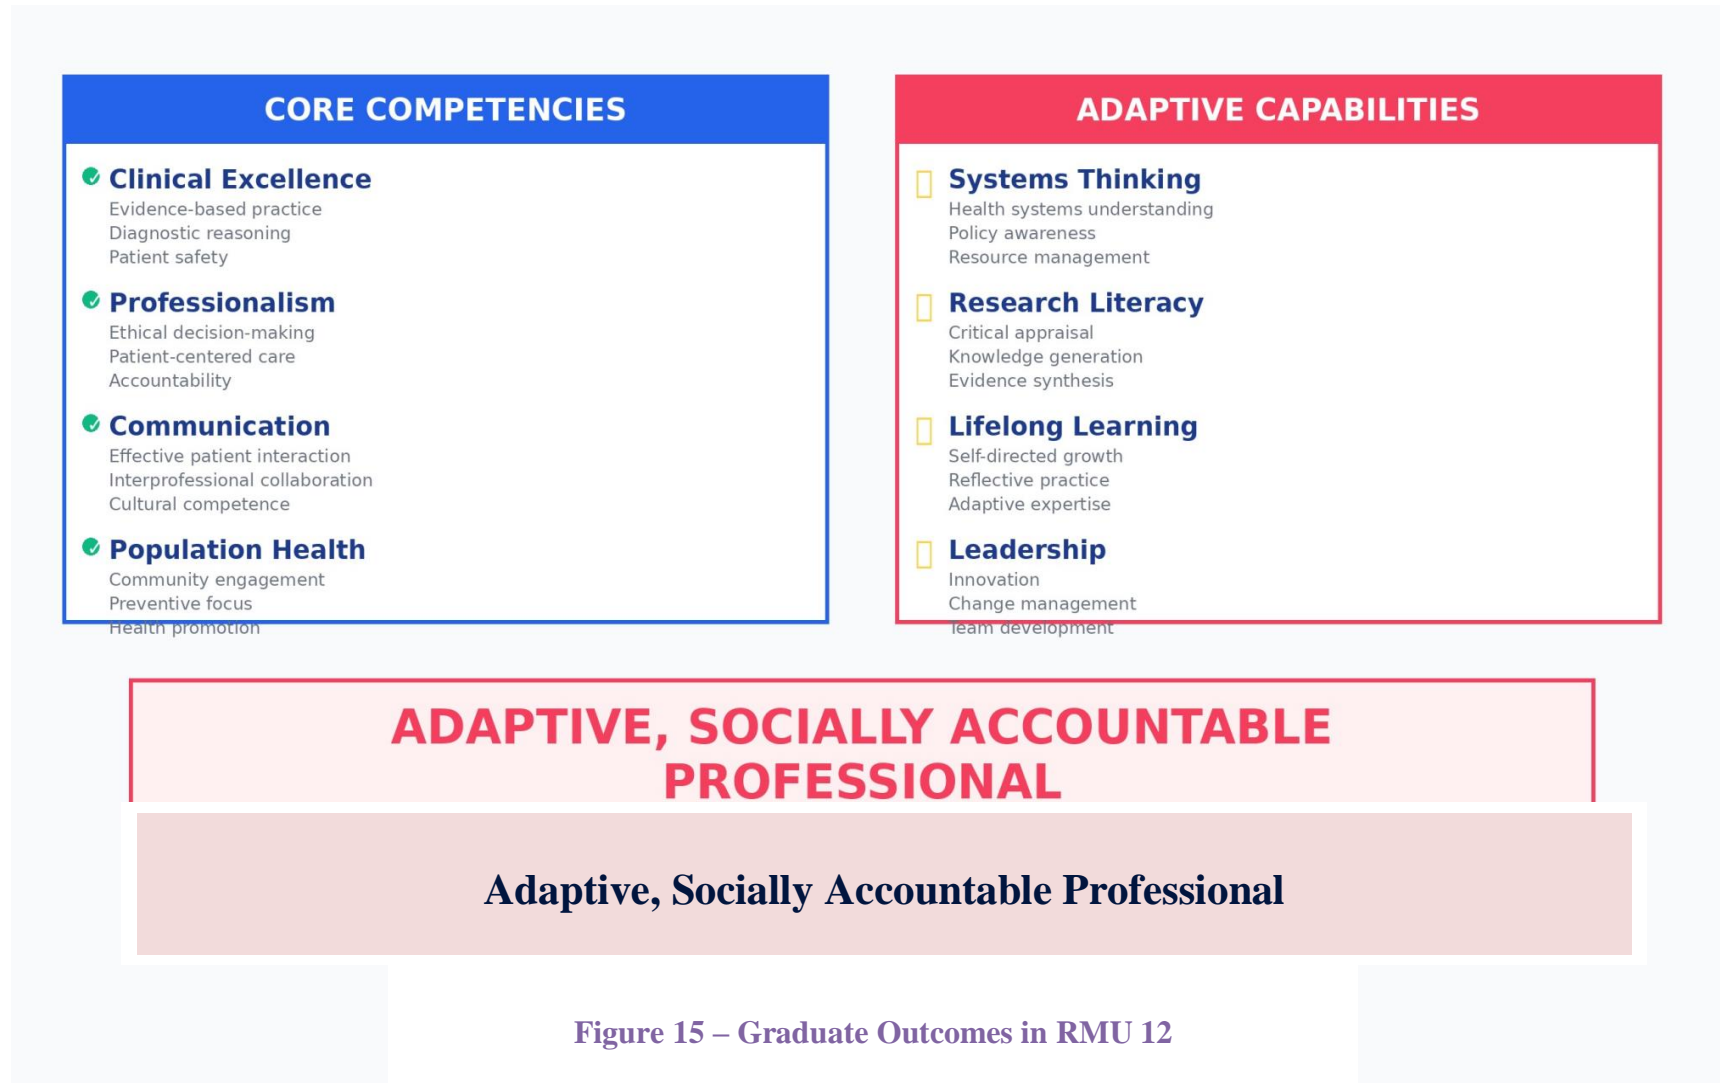 CORE COMPETENCIES
Clinical Excellence
Evidence-based practice
Diagnostic reasoning
Patient safety
Professionalism
Ethical decision-making
Patient-centered care
Accountability
Communication
Effective patient interaction
Interprofessional collaboration
Cultural competence
Population Health
Community engagement
Preventive focus
Health promotion
ADAPTIVE CAPABILITIES
Systems Thinking
Health systems understanding
Policy awareness
Resource management
Research Literacy
Critical appraisal
Knowledge generation
Evidence synthesis
Lifelong Learning
Self-directed growth
Reflective practice
Adaptive expertise
Leadership
Innovation
Change management
Team development
ADAPTIVE, SOCIALLY ACCOUNTABLE
PROFESSIONAL
Adaptive, Socially Accountable Professional
Figure 15 – Graduate Outcomes in RMU 12